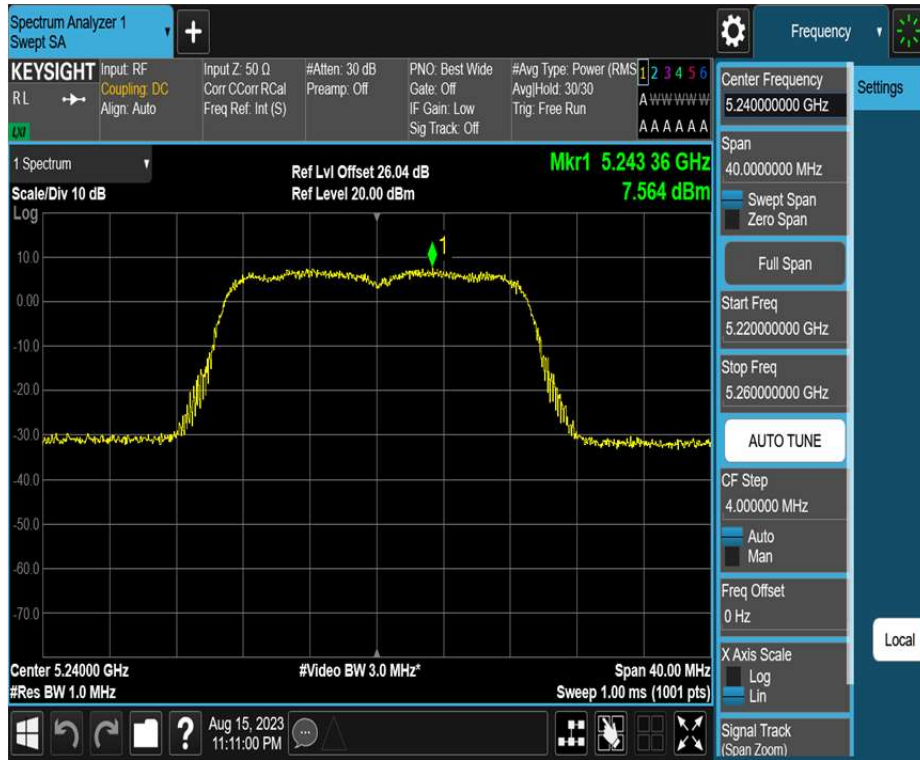 Spectrum Analyzer 1
Swept SA
+
Frequency
KEYSIGHT
RL
LXI
Input: RF
Coupling: DC
Align: Auto
Input Z: 50 Ω
Corr CCorr RCal
Freq Ref: Int (S)
#Atten: 30 dB
Preamp: Off
PNO: Best Wide
Gate: Off
IF Gain: Low
Sig Track: Off
#Avg Type: Power (RMS
Avg|Hold: 30/30
Trig: Free Run
1 2 3 4 5 6
A W W W W W
A A A A A A
1 Spectrum
Scale/Div 10 dB
Ref Lvl Offset 26.04 dB
Ref Level 20.00 dBm
Mkr1 5.243 36 GHz
7.564 dBm
Log
1
10.0
0.00
-10.0
-20.0
-30.0
-40.0
-50.0
-60.0
-70.0
Center 5.24000 GHz
#Video BW 3.0 MHz*
Span 40.00 MHz
#Res BW 1.0 MHz
Sweep 1.00 ms (1001 pts)
?
Aug 15, 2023
11:11:00 PM
Center Frequency
5.240000000 GHz
Settings
Span
40.0000000 MHz
Swept Span
Zero Span
Full Span
Start Freq
5.220000000 GHz
Stop Freq
5.260000000 GHz
AUTO TUNE
CF Step
4.000000 MHz
Auto
Man
Freq Offset
0 Hz
X Axis Scale
Log
Lin
Local
Signal Track
(Span Zoom)